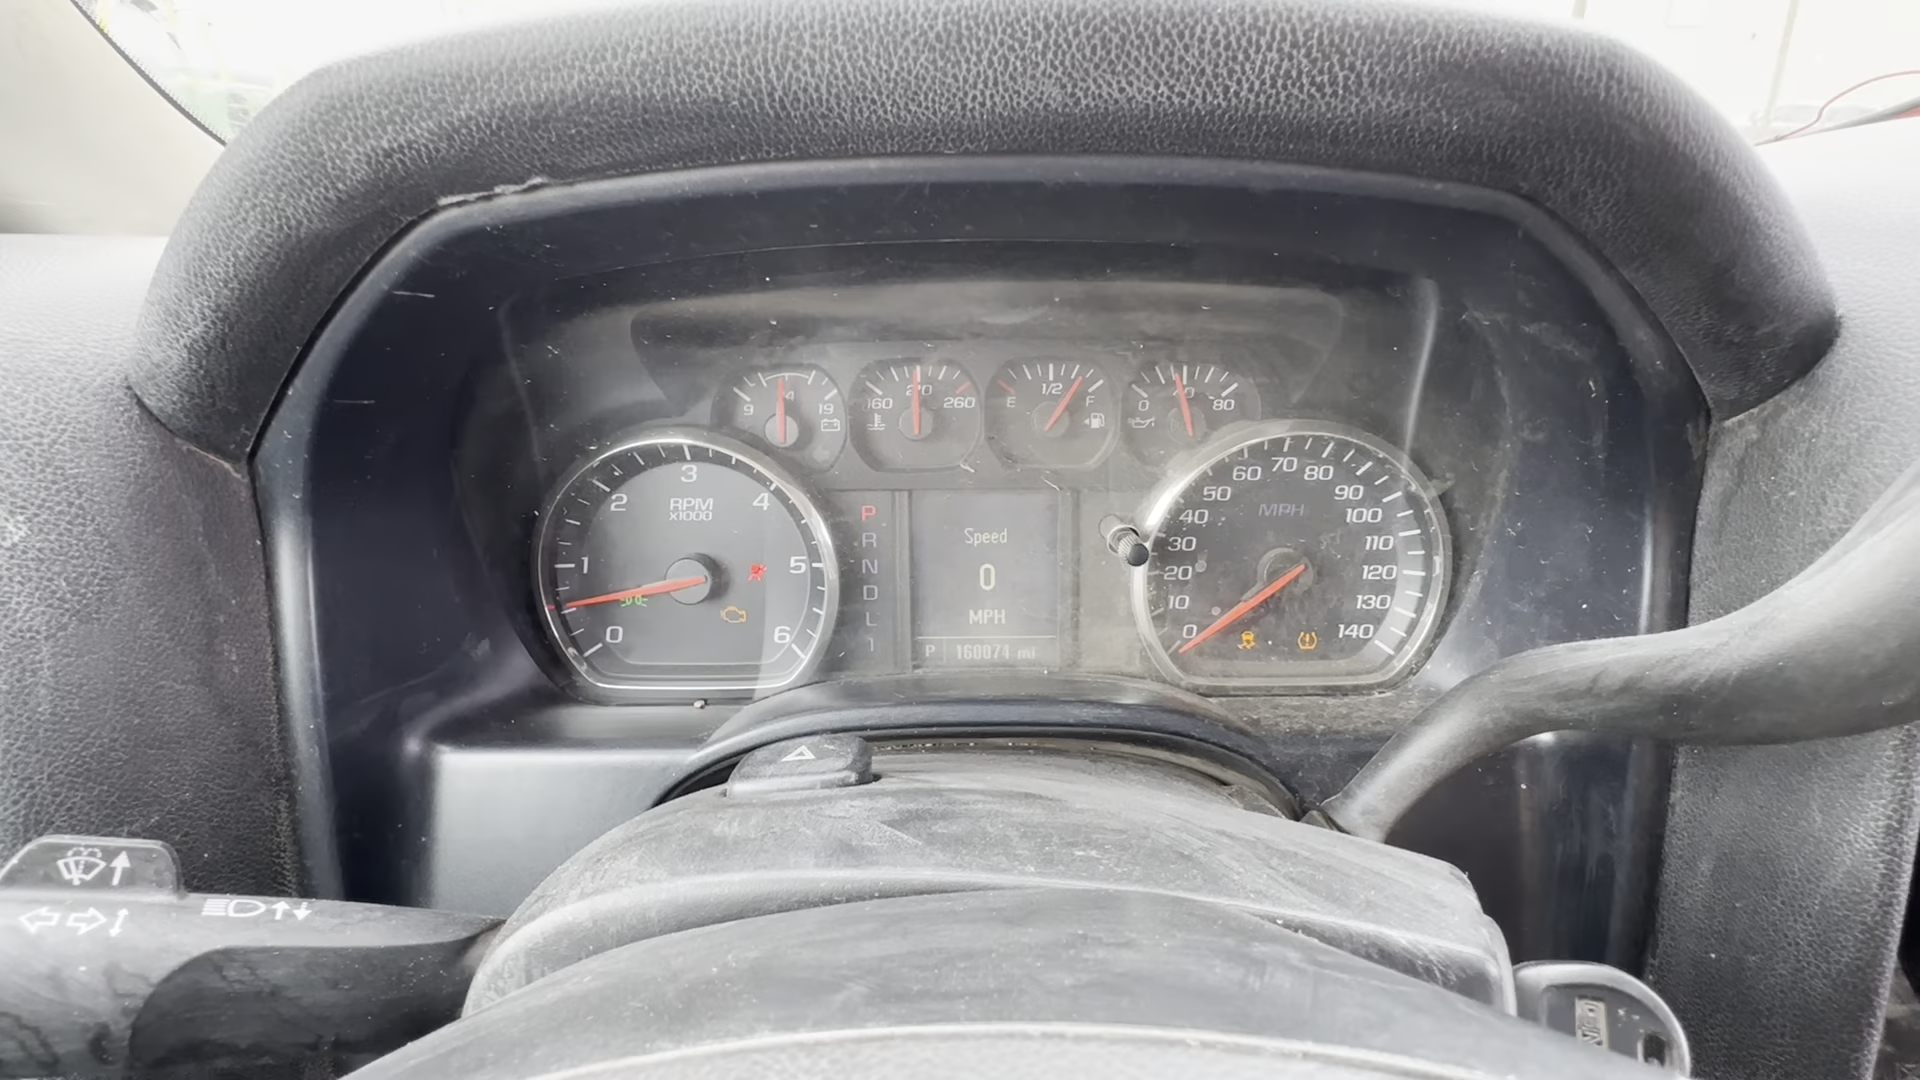 9 14 19
160 210 260
E 1/2 F
0 40 80
RPM
x1000
0 1 2 3 4 5 6
P
R
N
D
L
1
Speed
0
MPH
P 160074 mi
MPH
0 10 20 30 40 50 60 70 80 90 100 110 120 130 140